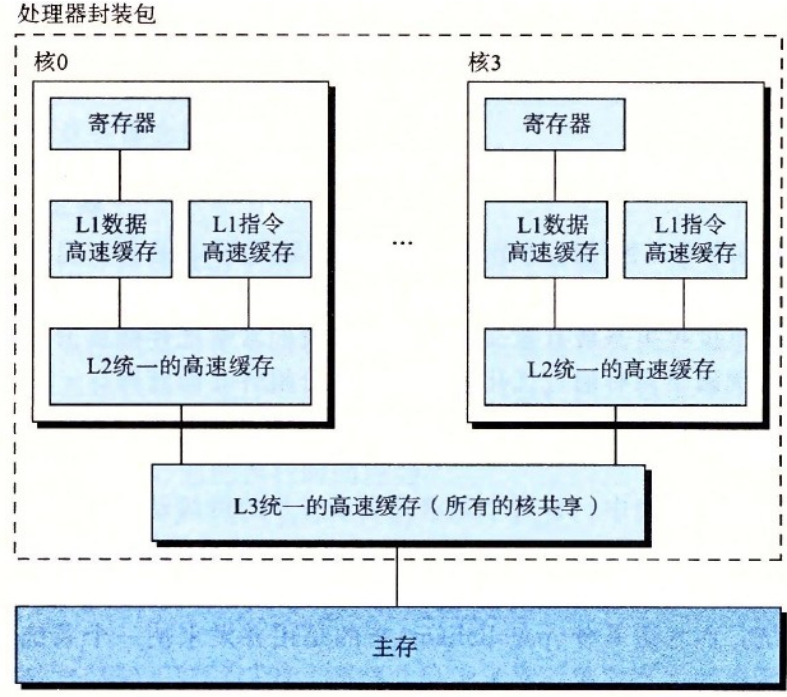 处理器封装包
核0
核3
寄存器
寄存器
L1数据
高速缓存
L1指令
高速缓存
...
L1数据
高速缓存
L1指令
高速缓存
L2统一的高速缓存
L2统一的高速缓存
L3统一的高速缓存（所有的核共享）
主存